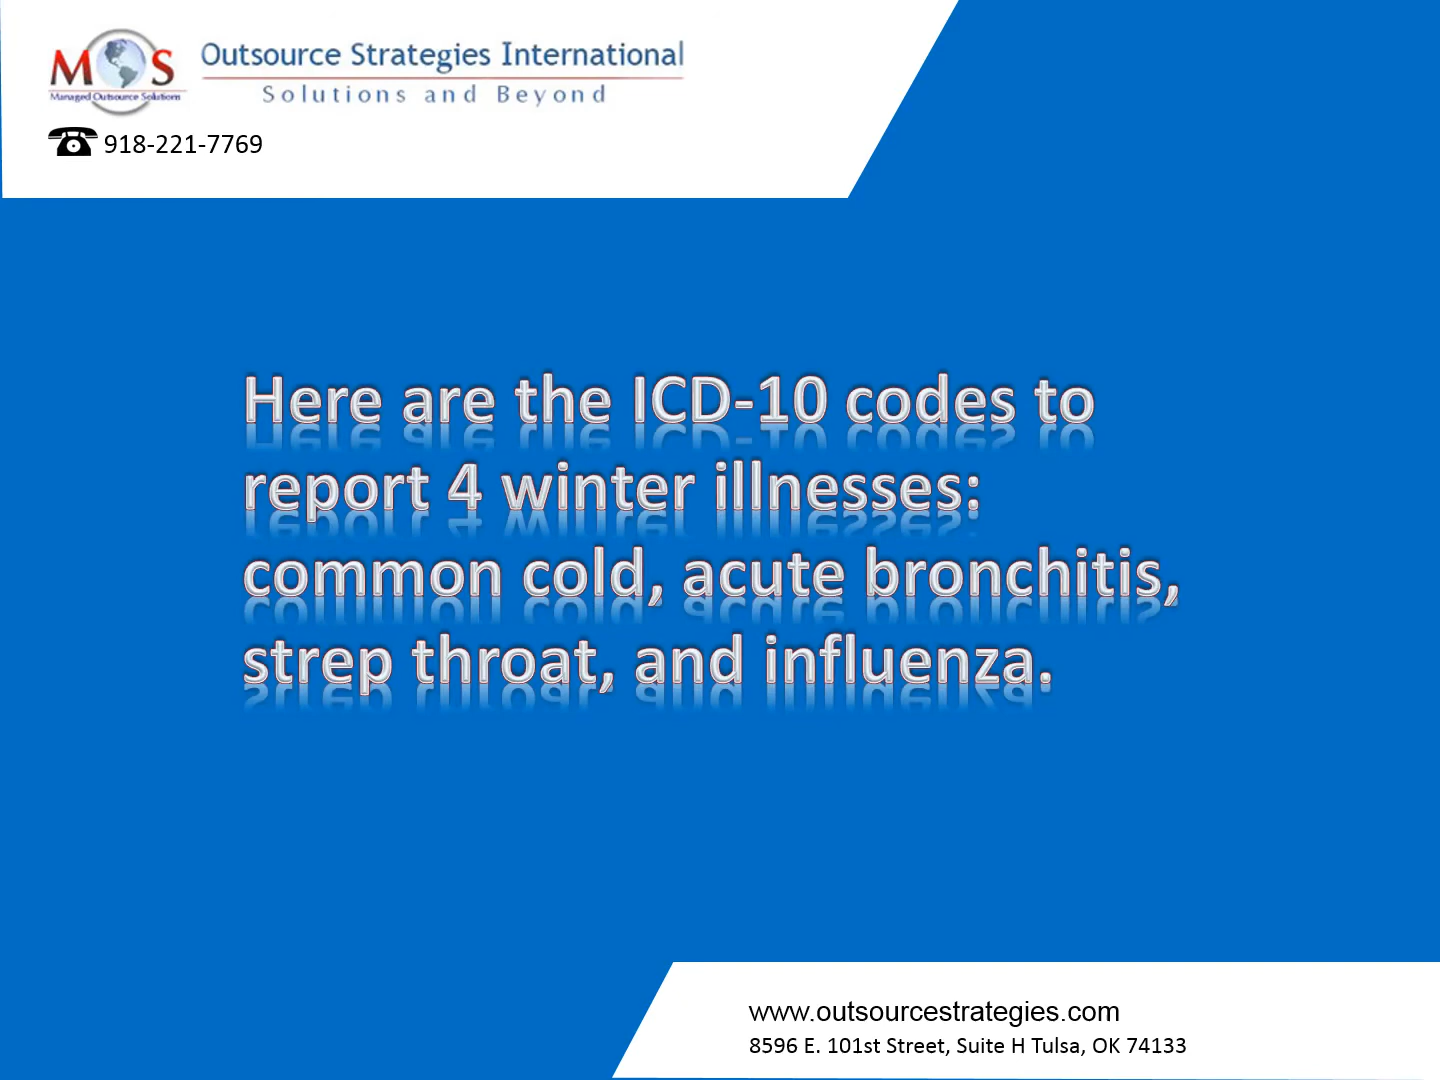 MOS
Managed Outsource Solutions
Outsource Strategies International
Solutions and Beyond
918-221-7769
Here are the ICD-10 codes to
report 4 winter illnesses:
common cold, acute bronchitis,
strep throat, and influenza.
www.outsourcestrategies.com
8596 E. 101st Street, Suite H Tulsa, OK 74133